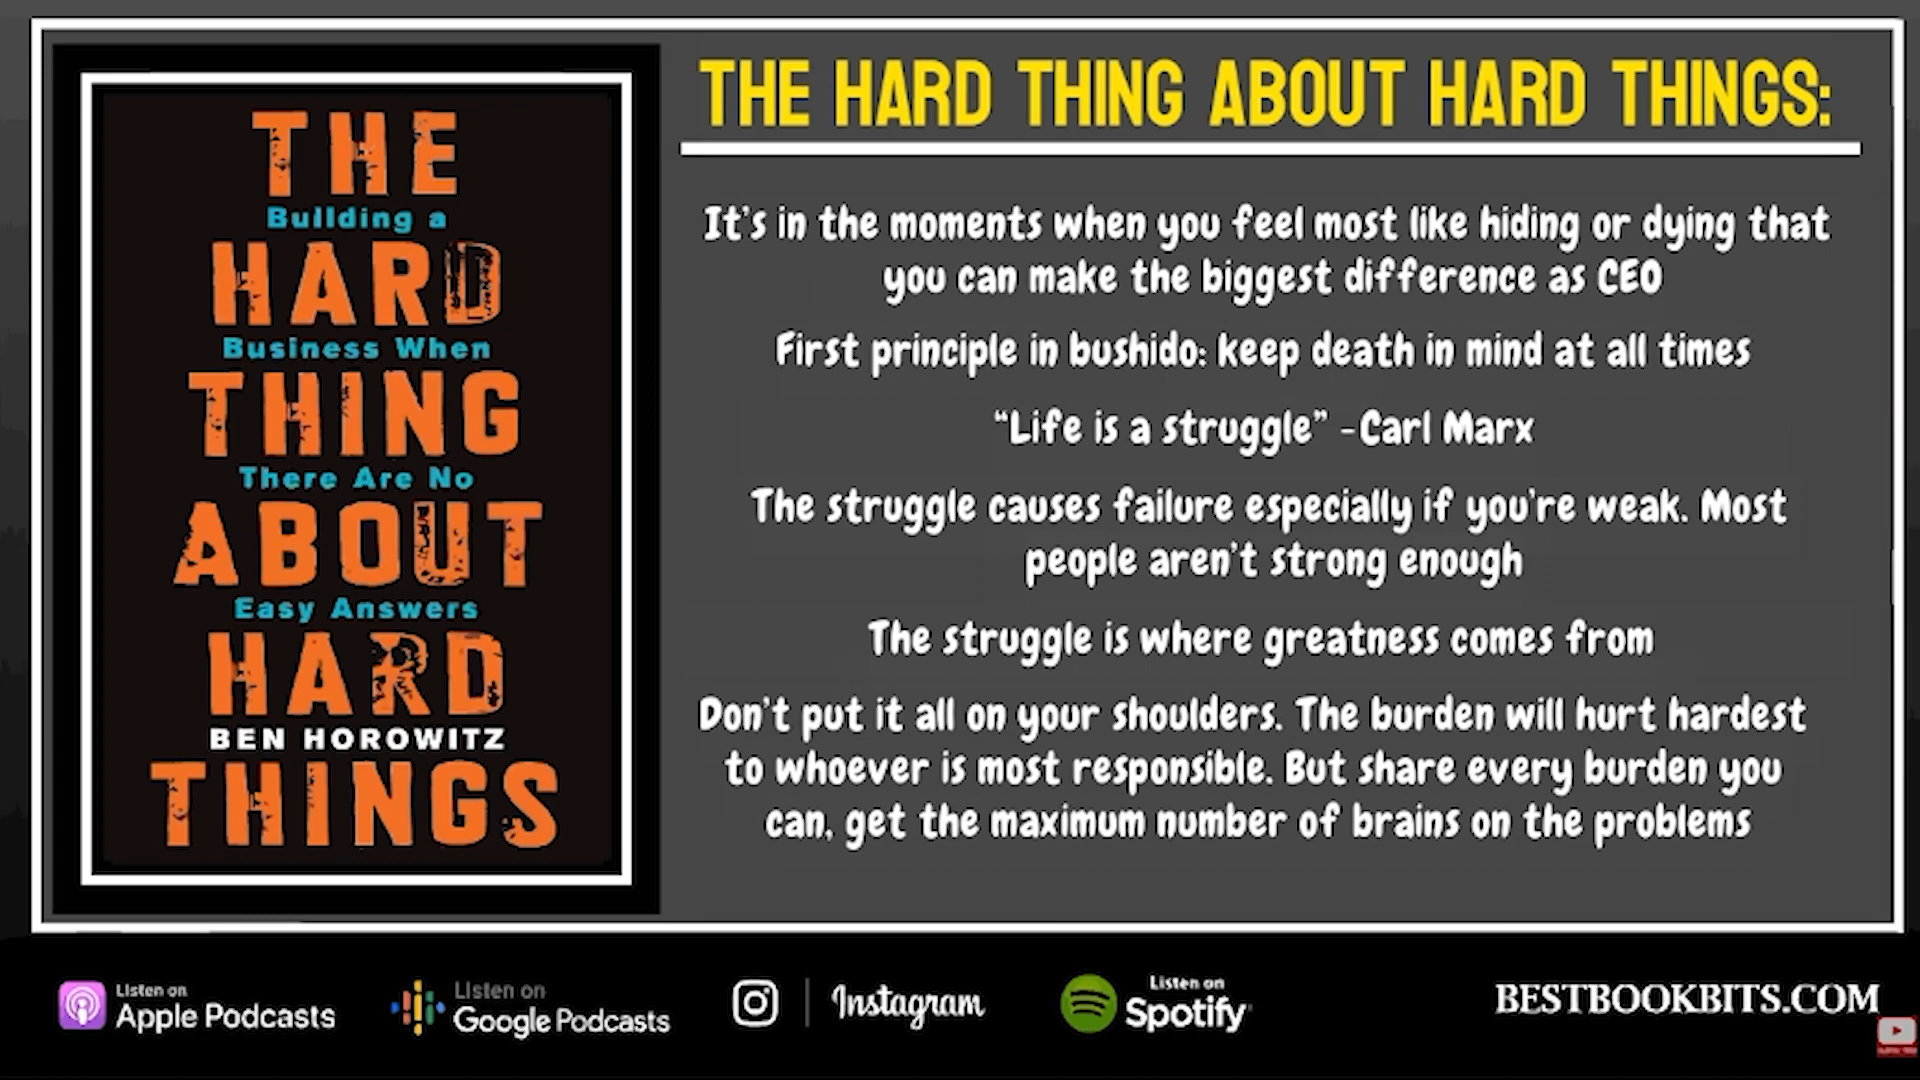 THE
Building a
HARD
Business When
THING
There Are No
ABOUT
Easy Answers
HARD
BEN HOROWITZ
THINGS
THE HARD THING ABOUT HARD THINGS:
It's in the moments when you feel most like hiding or dying that
you can make the biggest difference as CEO
First principle in bushido: keep death in mind at all times
“Life is a struggle” -Carl Marx
The struggle causes failure especially if you're weak. Most
people aren't strong enough
The struggle is where greatness comes from
Don't put it all on your shoulders. The burden will hurt hardest
to whoever is most responsible. But share every burden you
can, get the maximum number of brains on the problems
Listen on
Apple Podcasts
Listen on
Google Podcasts
Instagram
Listen on
Spotify
BESTBOOKBITS.COM